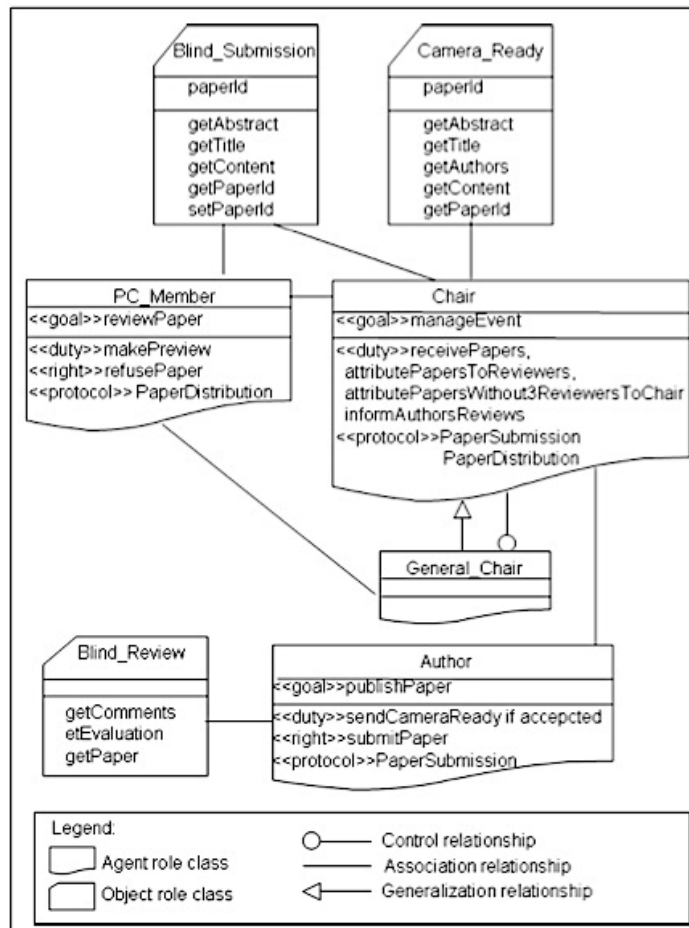 Blind_Submission
paperId
getAbstract
getTitle
getContent
getPaperId
setPaperId
Camera_Ready
paperId
getAbstract
getTitle
getAuthors
getContent
getPaperId
PC_Member
<<goal>>reviewPaper
<<duty>>makePreview
<<right>>refusePaper
<<protocol>> PaperDistribution
Chair
<<goal>>manageEvent
<<duty>>receivePapers,
attributePapersToReviewers,
attributePapersWithout3ReviewersToChair
informAuthorsReviews
<<protocol>>PaperSubmission
PaperDistribution
General_Chair
Blind_Review
getComments
etEvaluation
getPaper
Author
<<goal>>publishPaper
<<duty>>sendCameraReady if accepcted
<<right>>submitPaper
<<protocol>>PaperSubmission
Legend:
Agent role class
Object role class
Control relationship
Association relationship
Generalization relationship